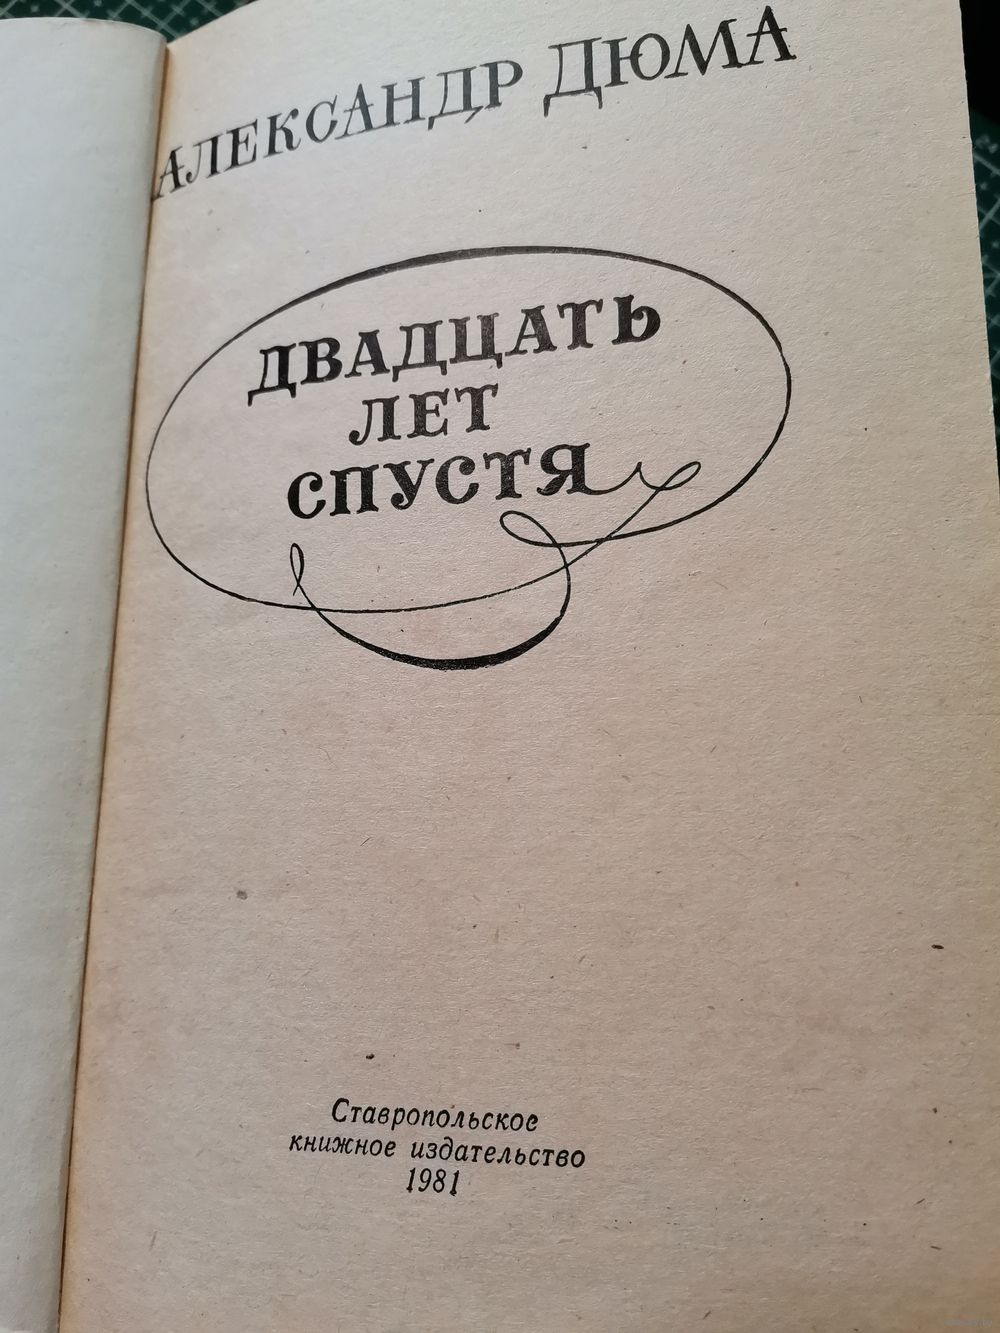 АЛЕКСАНДР ДЮМА
ДВАДЦАТЬ
ЛЕТ
СПУСТЯ
Ставропольское
книжное издательство
1981